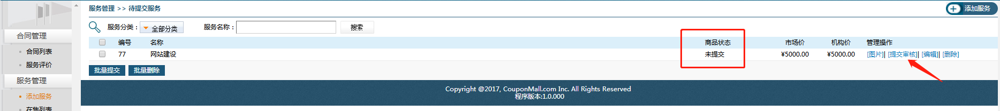 合同管理
合同列表
服务评价
服务管理
添加服务
在售列表
服务管理 >> 待提交服务
添加服务
服务分类： 全部分类 服务名称： 搜索
编号 名称 商品状态 市场价 机构价 管理操作
77 网站建设 未提交 ¥5000.00 ¥5000.00 [图片]| [提交审核]| [编辑]| [删除]
批量提交 批量删除
Copyright @2017, CouponMall.com Inc. All Rights Reserved
程序版本:1.0.000